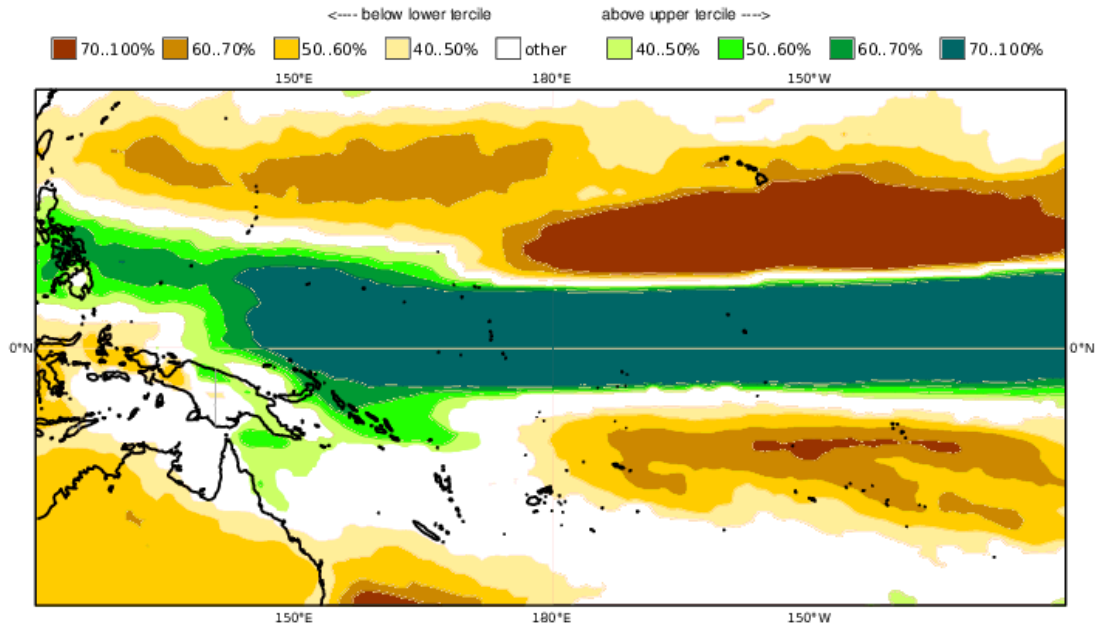 <---- below lower tercile above upper tercile ---->
70..100% 60..70% 50..60% 40..50% other 40..50% 50..60% 60..70% 70..100%
150°E 180°E 150°W
0°N 0°N
150°E 180°E 150°W